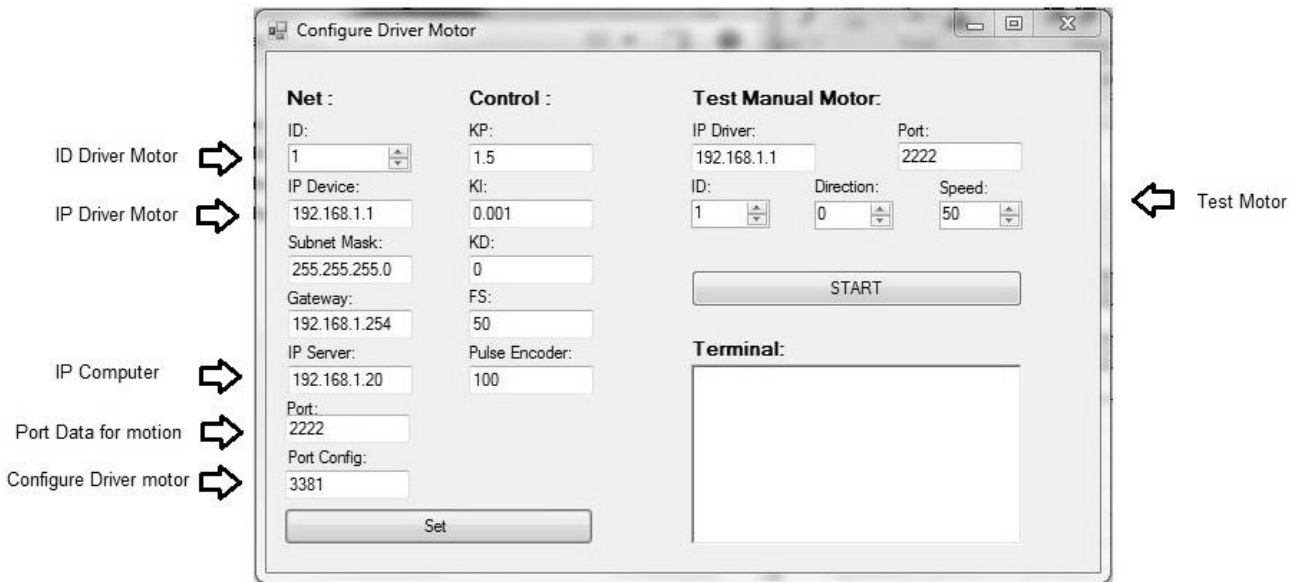 Configure Driver Motor
Net :
ID:
1
IP Device:
192.168.1.1
Subnet Mask:
255.255.255.0
Gateway:
192.168.1.254
IP Server:
192.168.1.20
Port:
2222
Port Config:
3381
Set
Control :
KP:
1.5
KI:
0.001
KD:
0
FS:
50
Pulse Encoder:
100
Test Manual Motor:
IP Driver:
192.168.1.1
Port:
2222
ID:
1
Direction:
0
Speed:
50
START
Terminal:
ID Driver Motor
IP Driver Motor
IP Computer
Port Data for motion
Configure Driver motor
Test Motor